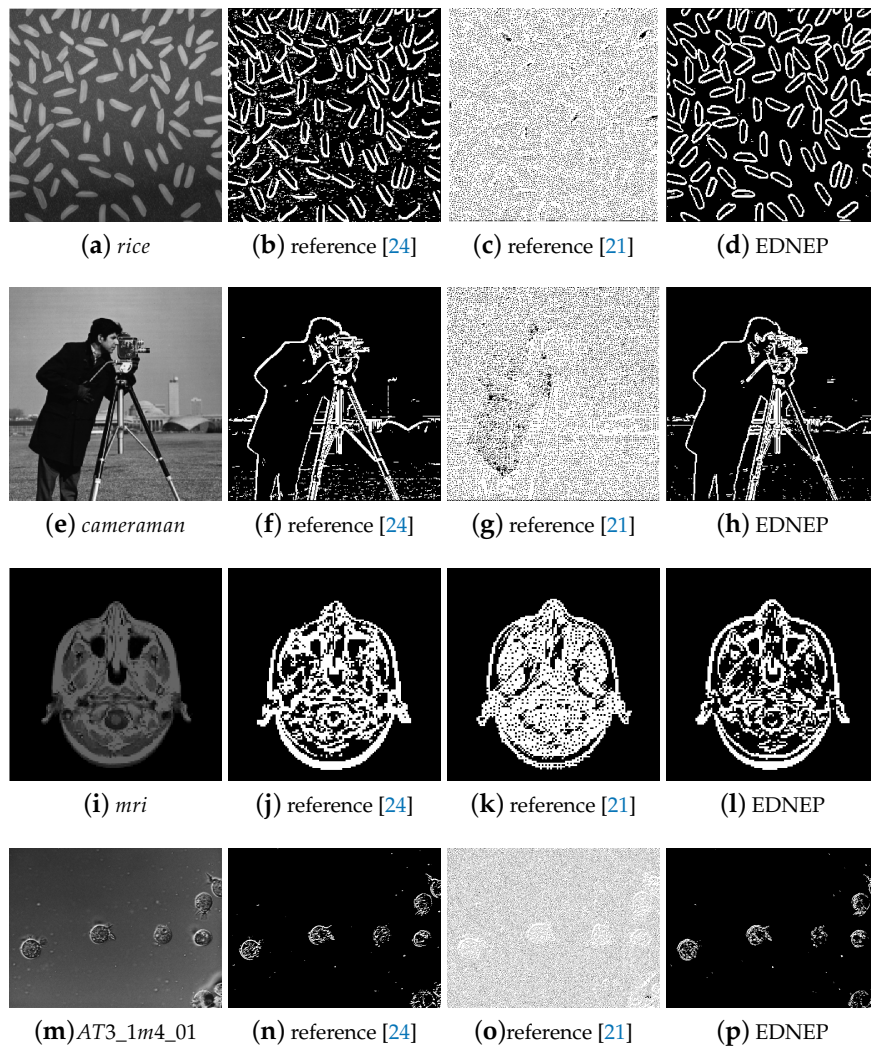 (a) rice (b) reference [24] (c) reference [21] (d) EDNEP
(e) cameraman (f) reference [24] (g) reference [21] (h) EDNEP
(i) mri (j) reference [24] (k) reference [21] (l) EDNEP
(m)AT3_1m4_01 (n) reference [24] (o)reference [21] (p) EDNEP